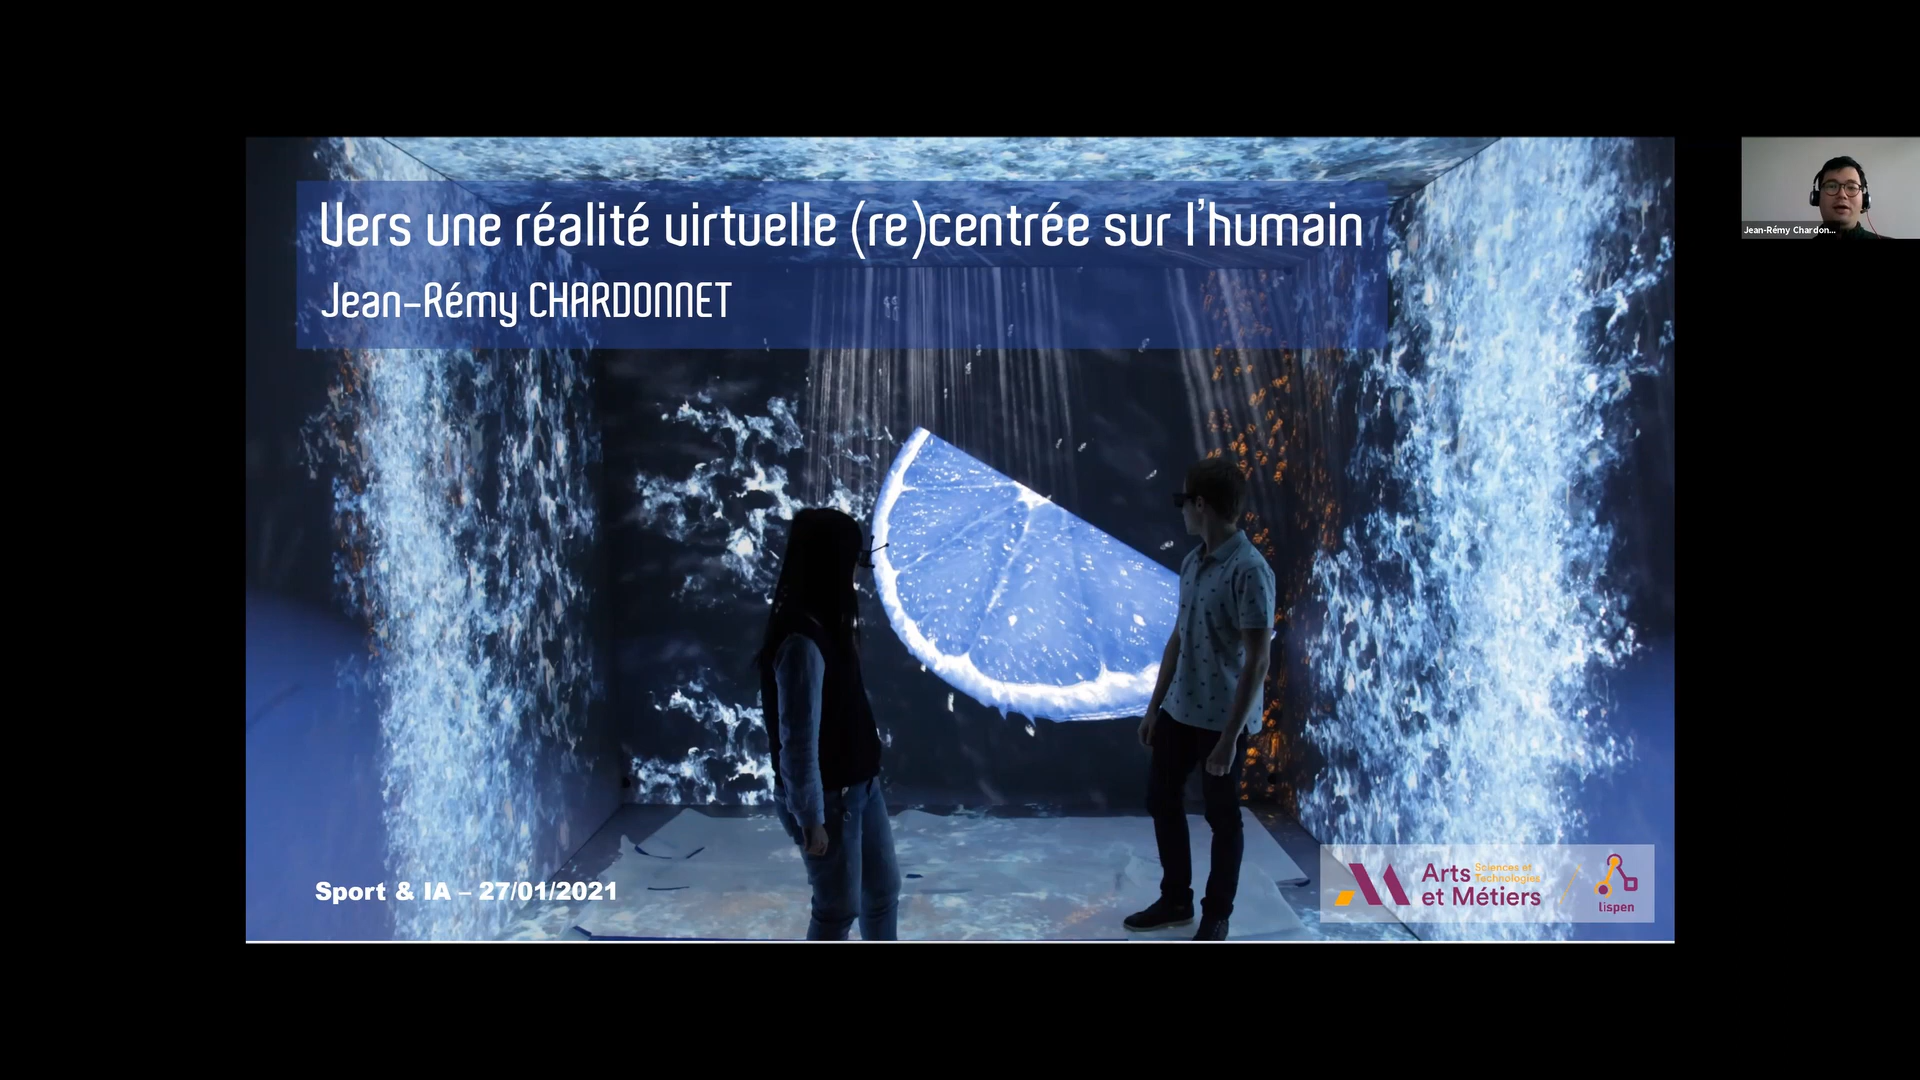 Vers une réalité virtuelle (re)centrée sur l'humain
Jean-Rémy CHARDONNET
Jean-Rémy Chardon...
Sport & IA – 27/01/2021
Arts
et Métiers
Sciences et
Technologies
lispen